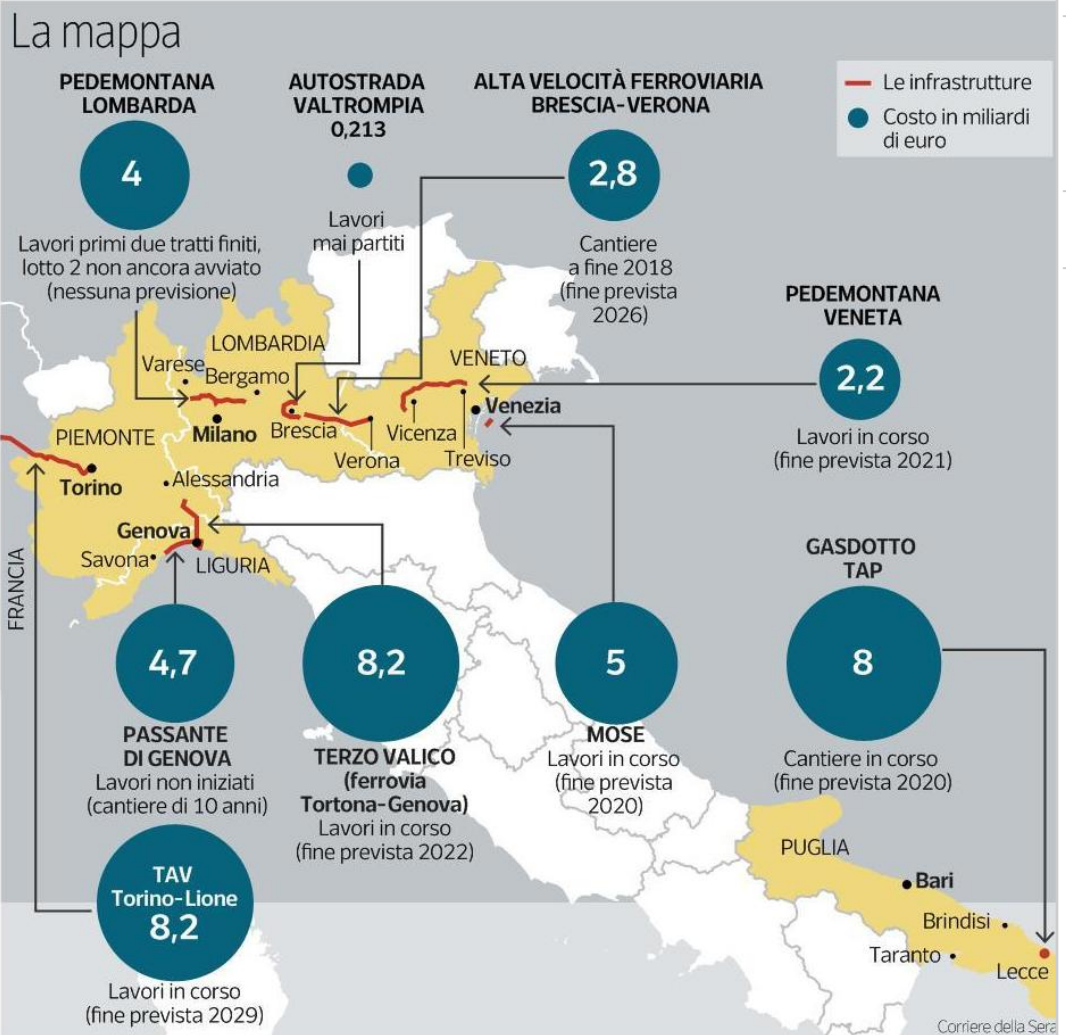 La mappa
PEDEMONTANA
LOMBARDA
4
Lavori primi due tratti finiti,
lotto 2 non ancora avviato
(nessuna previsione)
AUTOSTRADA
VALTROMPIA
0,213
Lavori
mai partiti
ALTA VELOCITÀ FERROVIARIA
BRESCIA-VERONA
2,8
Cantiere
a fine 2018
(fine prevista
2026)
Le infrastrutture
Costo in miliardi
di euro
PEDEMONTANA
VENETA
2,2
Lavori in corso
(fine prevista 2021)
LOMBARDIA
VENETO
Varese
Bergamo
Venezia
PIEMONTE
Milano
Brescia
Vicenza
Verona
Treviso
Torino
Alessandria
Genova
Savona
LIGURIA
FRANCIA
GASDOTTO
TAP
8
Cantiere in corso
(fine prevista 2020)
4,7
PASSANTE
DI GENOVA
Lavori non iniziati
(cantiere di 10 anni)
8,2
TERZO VALICO
(ferrovia
Tortona-Genova)
Lavori in corso
(fine prevista 2022)
5
MOSE
Lavori in corso
(fine prevista
2020)
TAV
Torino-Lione
8,2
Lavori in corso
(fine prevista 2029)
PUGLIA
Bari
Brindisi
Taranto
Lecce
Corriere della Sera